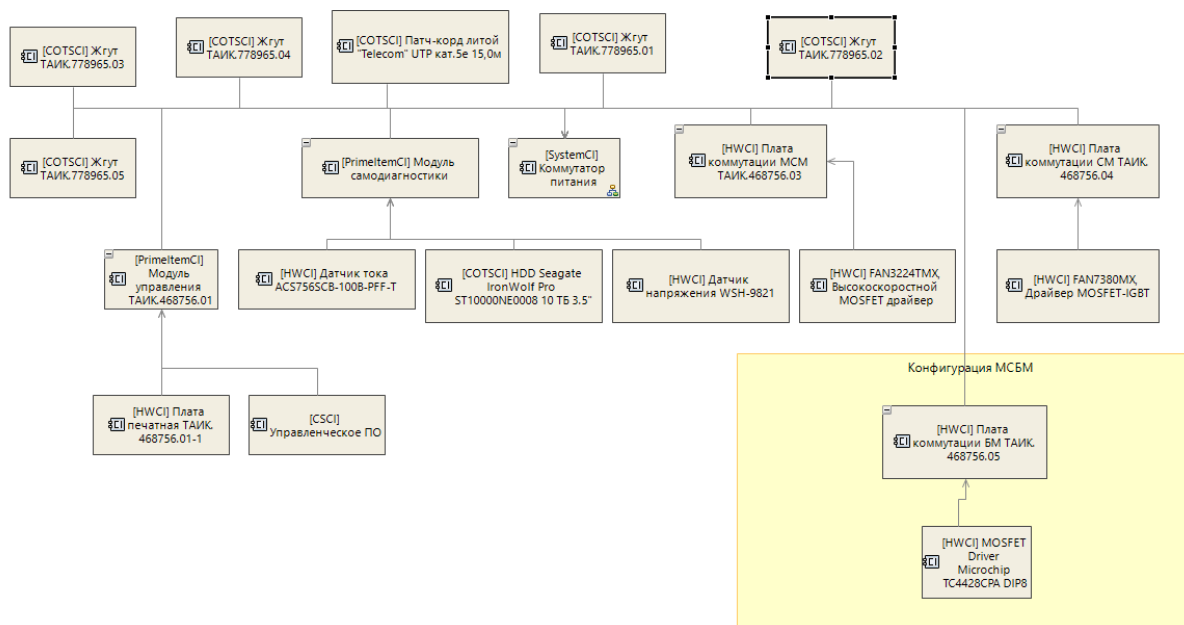 [COTSCI] Жгут
ТАИК.778965.03
[COTSCI] Жгут
ТАИК.778965.04
[COTSCI] Патч-корд литой
"Telecom" UTP кат.5e 15,0м
[COTSCI] Жгут
ТАИК.778965.01
[COTSCI] Жгут
ТАИК.778965.02
[COTSCI] Жгут
ТАИК.778965.05
[PrimeItemCI] Модуль
самодиагностики
[SystemCI]
Коммутатор
питания
[HWCI] Плата
коммутации МСМ
ТАИК.468756.03
[HWCI] Плата
коммутации СМ ТАИК.
468756.04
[PrimeItemCI]
Модуль
управления
ТАИК.468756.01
[HWCI] Датчик тока
ACS756SCB-100B-PFF-T
[COTSCI] HDD Seagate
IronWolf Pro
ST10000NE0008 10 ТБ 3.5"
[HWCI] Датчик
напряжения WSH-9821
[HWCI] FAN3224TMX,
Высокоскоростной
MOSFET драйвер
[HWCI] FAN7380MX,
Драйвер MOSFET-IGBT
Конфигурация МСБМ
[HWCI] Плата
печатная ТАИК.
468756.01-1
[CSCI]
Управленческое ПО
[HWCI] Плата
коммутации БМ ТАИК.
468756.05
[HWCI] MOSFET
Driver
Microchip
TC4428CPA DIP8